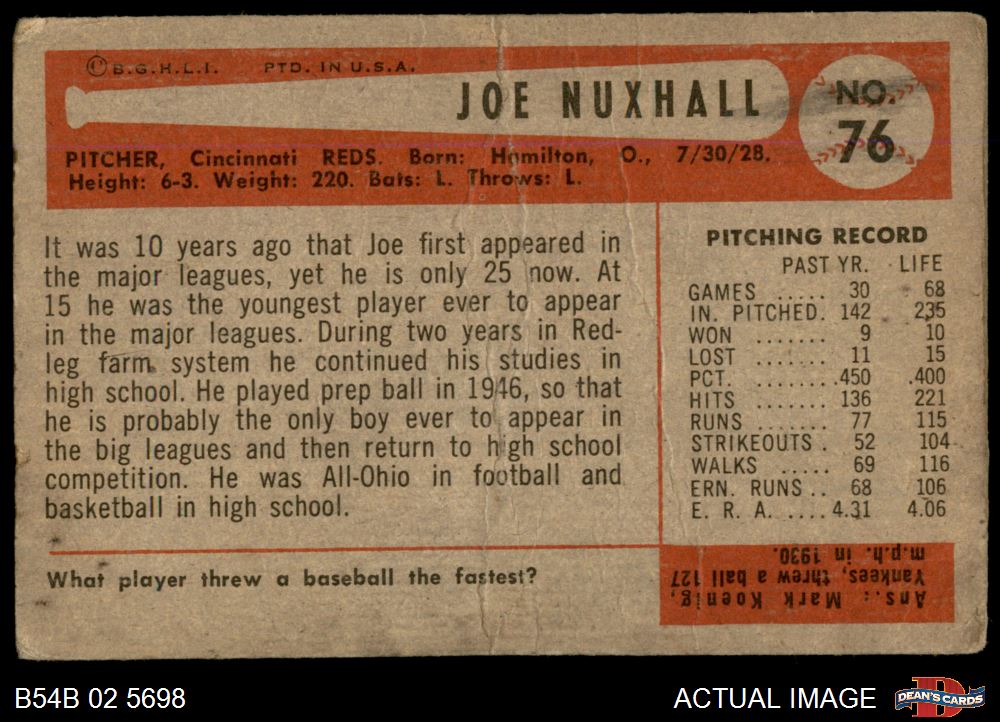 © B.G.H.L.I. PTD. IN U.S.A.
JOE NUXHALL
NO.
76
PITCHER, Cincinnati REDS. Born: Hamilton, O., 7/30/28.
Height: 6-3. Weight: 220. Bats: L. Throws: L.
It was 10 years ago that Joe first appeared in
the major leagues, yet he is only 25 now. At
15 he was the youngest player ever to appear
in the major leagues. During two years in Red-
leg farm system he continued his studies in
high school. He played prep ball in 1946, so that
he is probably the only boy ever to appear in
the big leagues and then return to high school
competition. He was All-Ohio in football and
basketball in high school.
PITCHING RECORD
PAST YR. LIFE
GAMES ..... 30 68
IN. PITCHED. 142 235
WON ....... 9 10
LOST ....... 11 15
PCT. ........450 .400
HITS ....... 136 221
RUNS ....... 77 115
STRIKEOUTS . 52 104
WALKS ..... 69 116
ERN. RUNS .. 68 106
E. R. A. ....4.31 4.06
What player threw a baseball the fastest?
Ans.: Mark Koenig,
Yankees, threw a ball 127
m.p.h. in 1930.
B54B 02 5698
ACTUAL IMAGE
DEAN'S CARDS